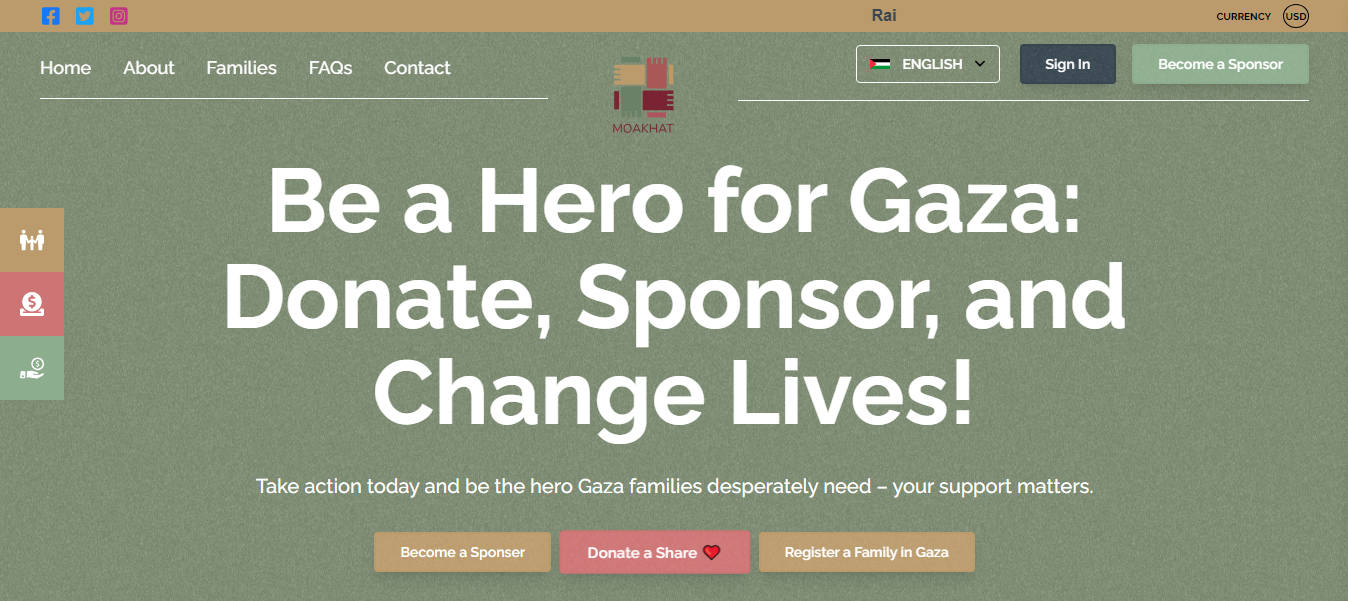 Rai
CURRENCY USD
Home About Families FAQs Contact
ENGLISH
Sign In
Become a Sponsor
MOAKHAT
Be a Hero for Gaza:
Donate, Sponsor, and
Change Lives!
Take action today and be the hero Gaza families desperately need – your support matters.
Become a Sponser
Donate a Share
Register a Family in Gaza